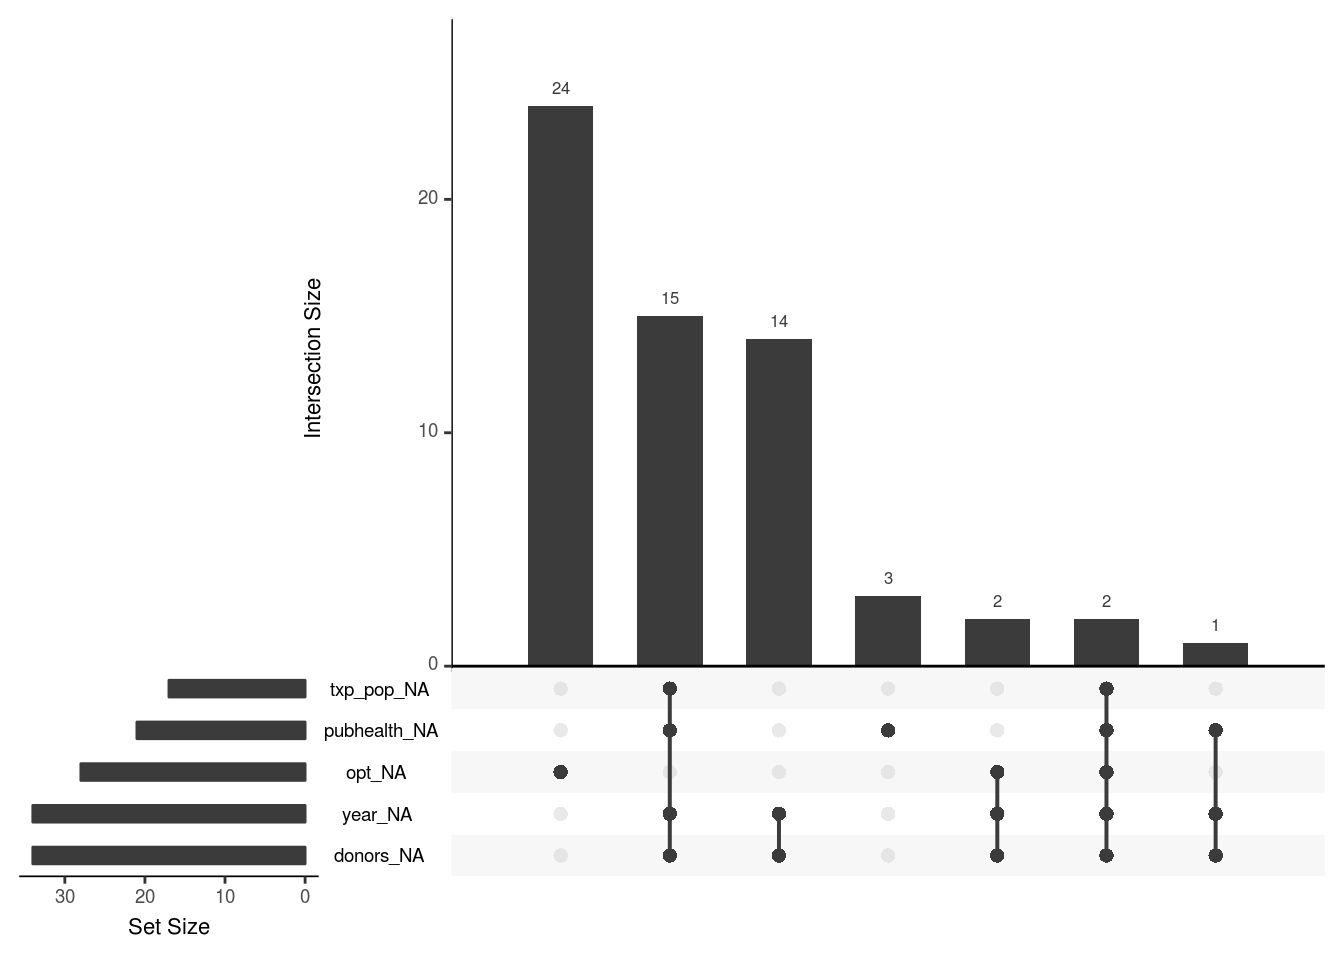 24
15
14
3
2
2
1
20
10
0
Intersection Size
txp_pop_NA
pubhealth_NA
opt_NA
year_NA
donors_NA
30 20 10 0
Set Size